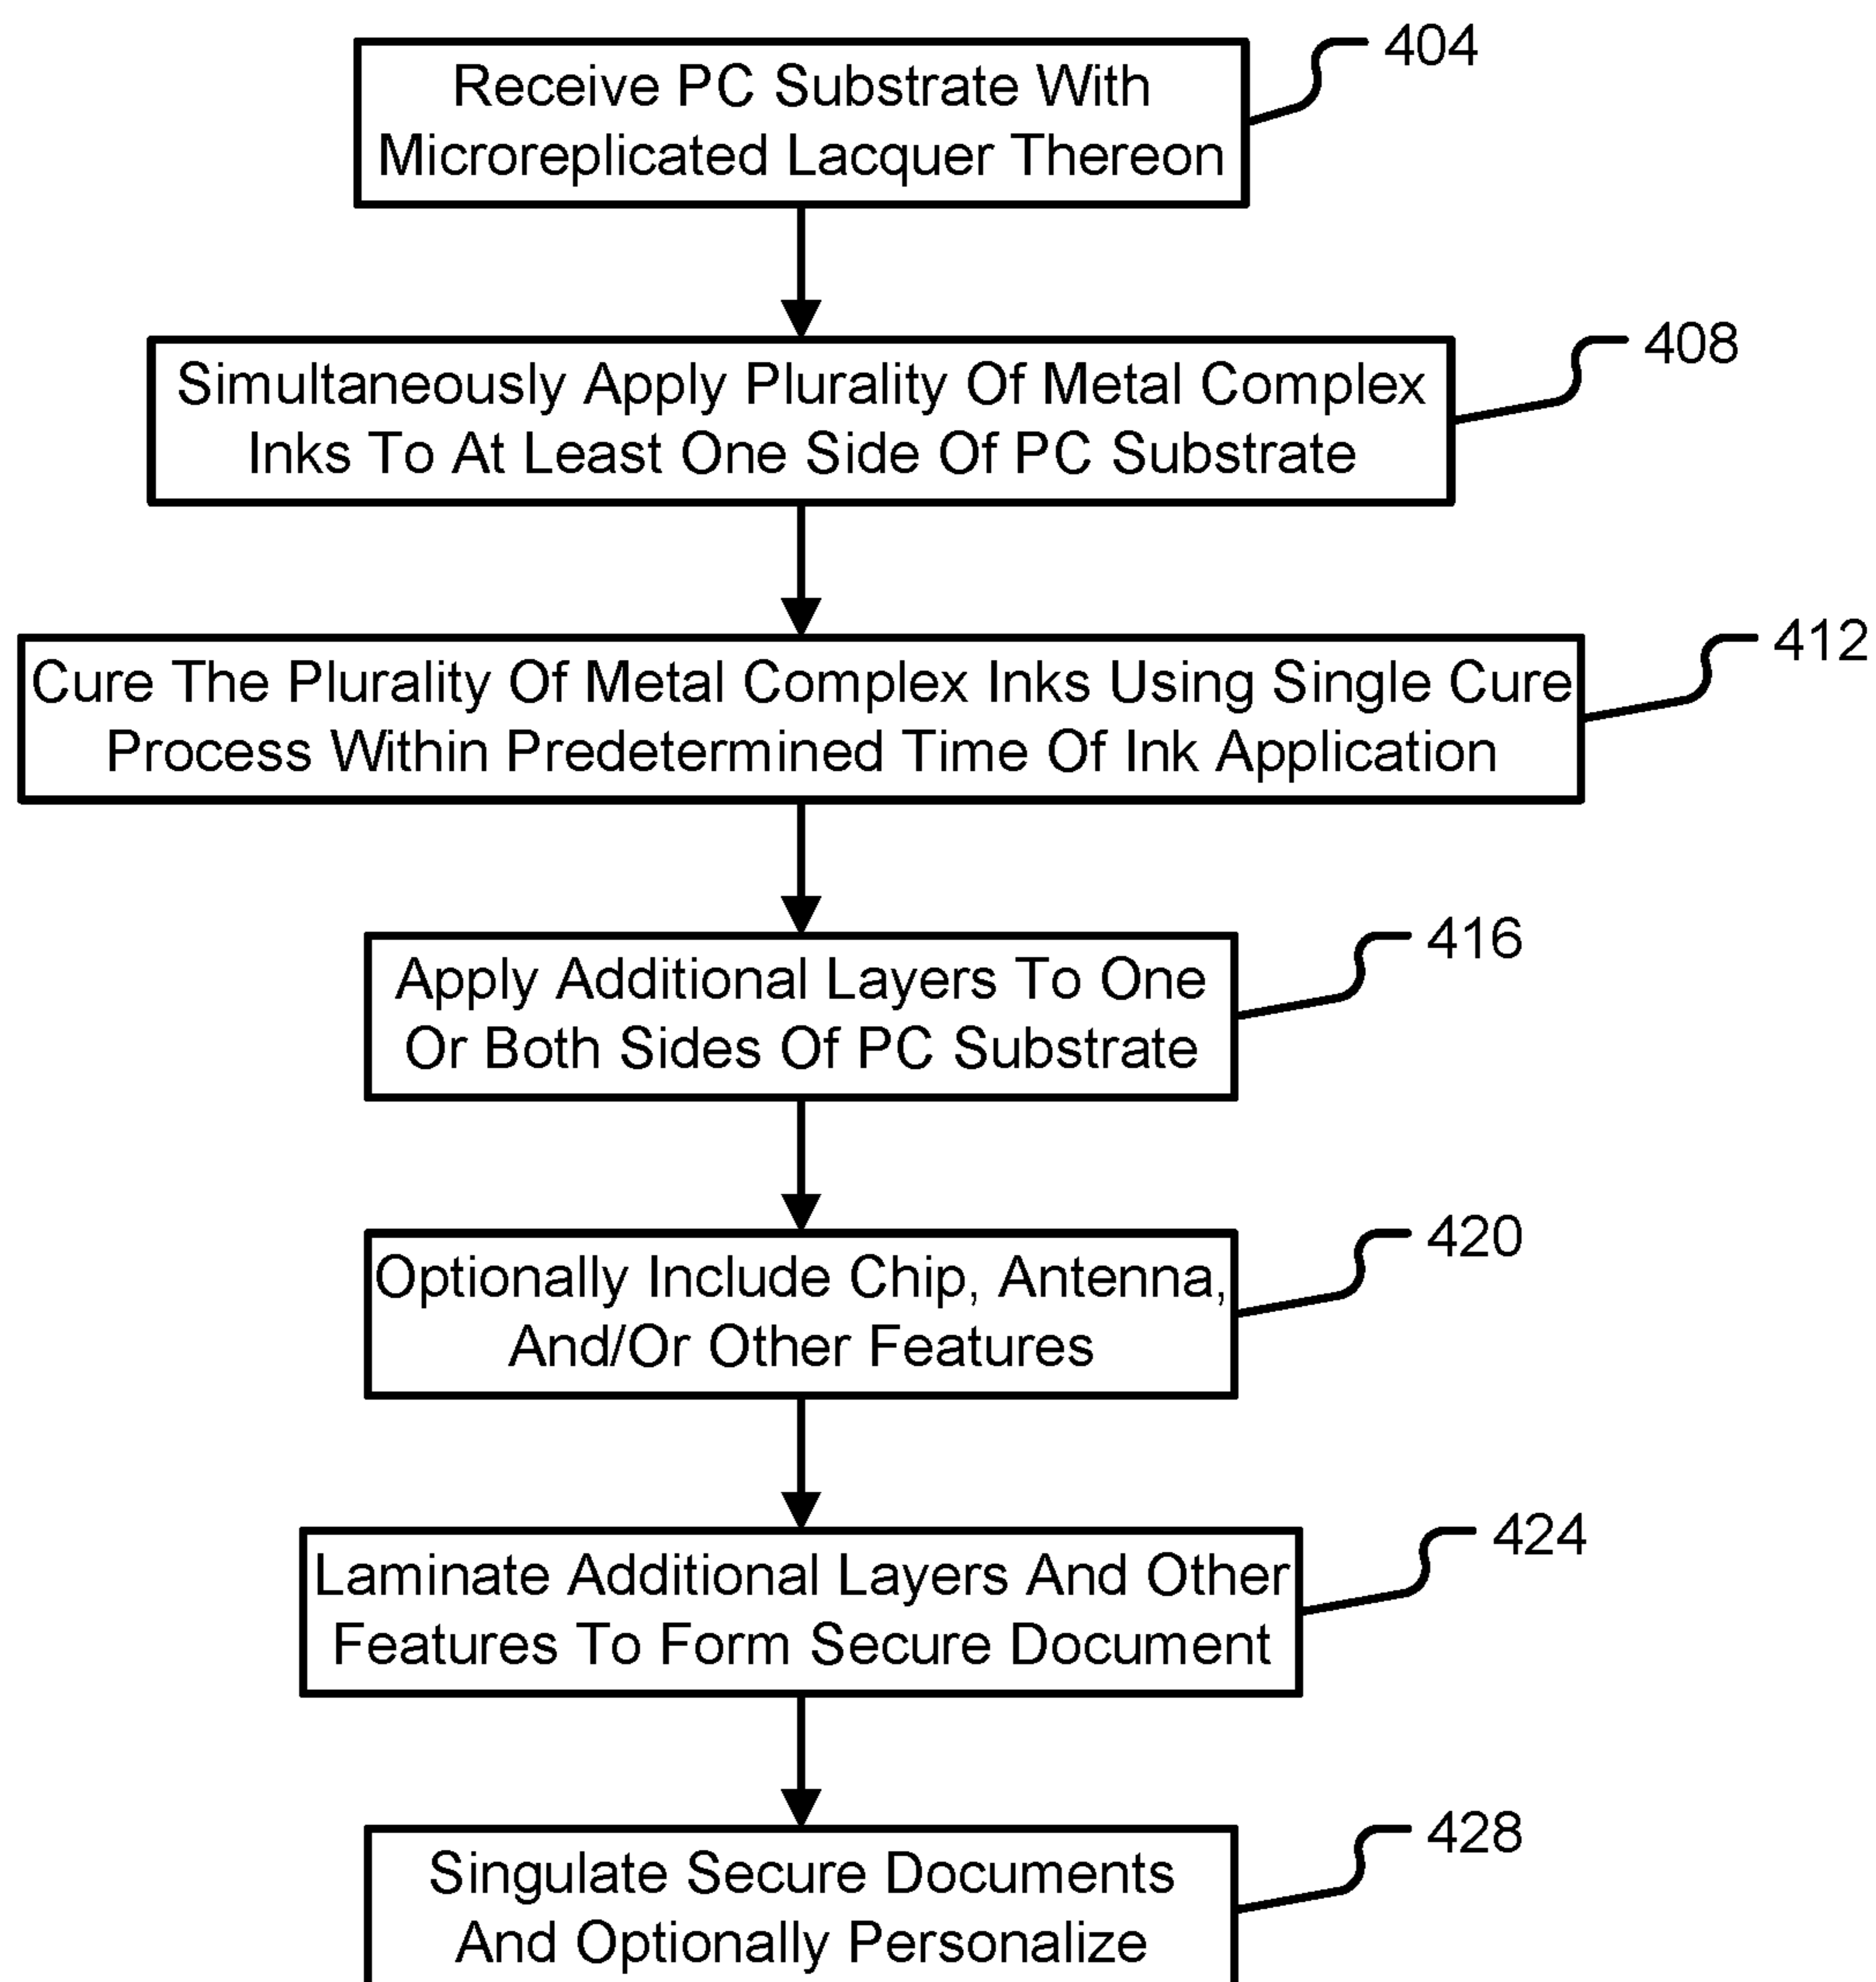 404
Receive PC Substrate With
Microreplicated Lacquer Thereon
408
Simultaneously Apply Plurality Of Metal Complex
Inks To At Least One Side Of PC Substrate
412
Cure The Plurality Of Metal Complex Inks Using Single Cure
Process Within Predetermined Time Of Ink Application
416
Apply Additional Layers To One
Or Both Sides Of PC Substrate
420
Optionally Include Chip, Antenna,
And/Or Other Features
424
Laminate Additional Layers And Other
Features To Form Secure Document
428
Singulate Secure Documents
And Optionally Personalize